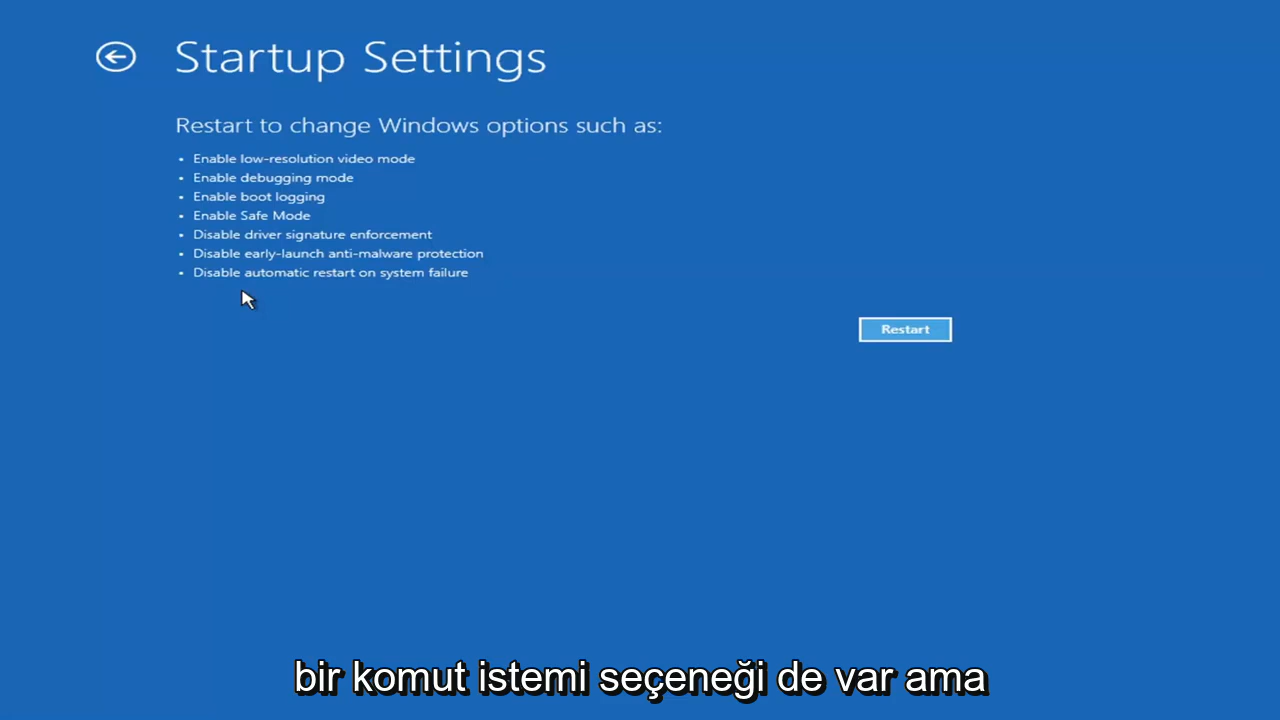 Startup Settings
Restart to change Windows options such as:
• Enable low-resolution video mode
• Enable debugging mode
• Enable boot logging
• Enable Safe Mode
• Disable driver signature enforcement
• Disable early-launch anti-malware protection
• Disable automatic restart on system failure
Restart
bir komut istemi seçeneği de var ama